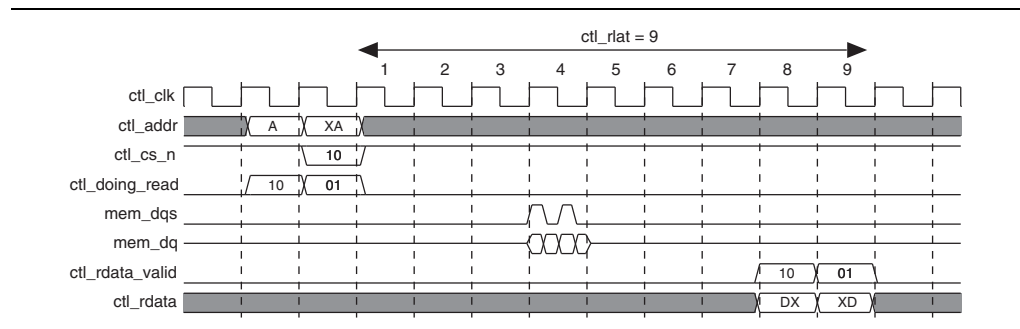 ctl_rlat = 9
1 2 3 4 5 6 7 8 9
ctl_clk
ctl_addr A XA
ctl_cs_n 10
ctl_doing_read 10 01
mem_dqs
mem_dq
ctl_rdata_valid 10 01
ctl_rdata DX XD